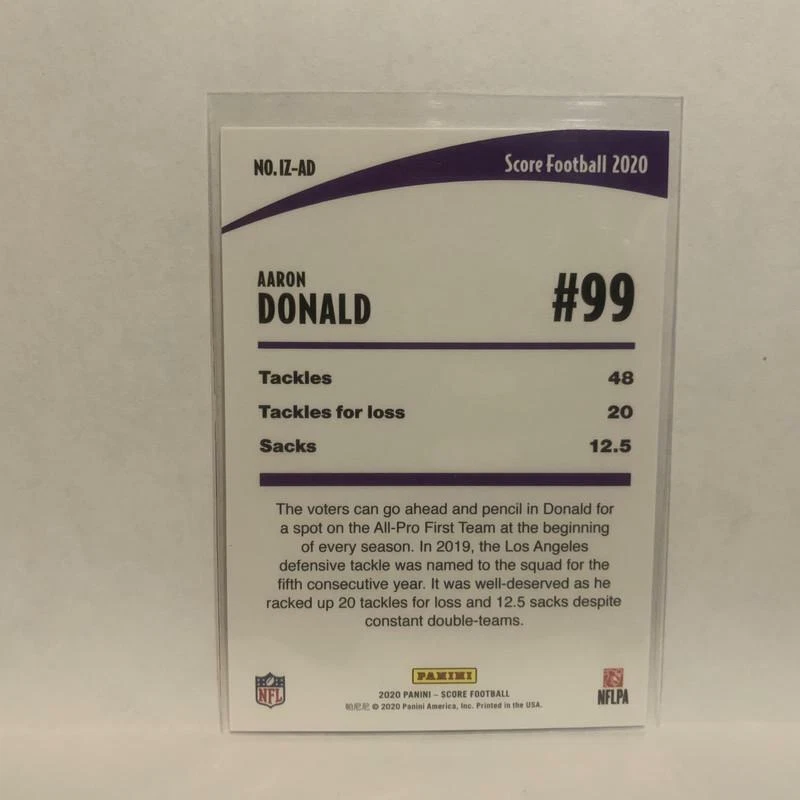 NO. IZ-AD
Score Football 2020
AARON
DONALD
#99
Tackles 48
Tackles for loss 20
Sacks 12.5
The voters can go ahead and pencil in Donald for
a spot on the All-Pro First Team at the beginning
of every season. In 2019, the Los Angeles
defensive tackle was named to the squad for the
fifth consecutive year. It was well-deserved as he
racked up 20 tackles for loss and 12.5 sacks despite
constant double-teams.
NFL
PANINI
2020 PANINI – SCORE FOOTBALL
帕尼尼 © 2020 Panini America, Inc. Printed in the USA.
NFLPA